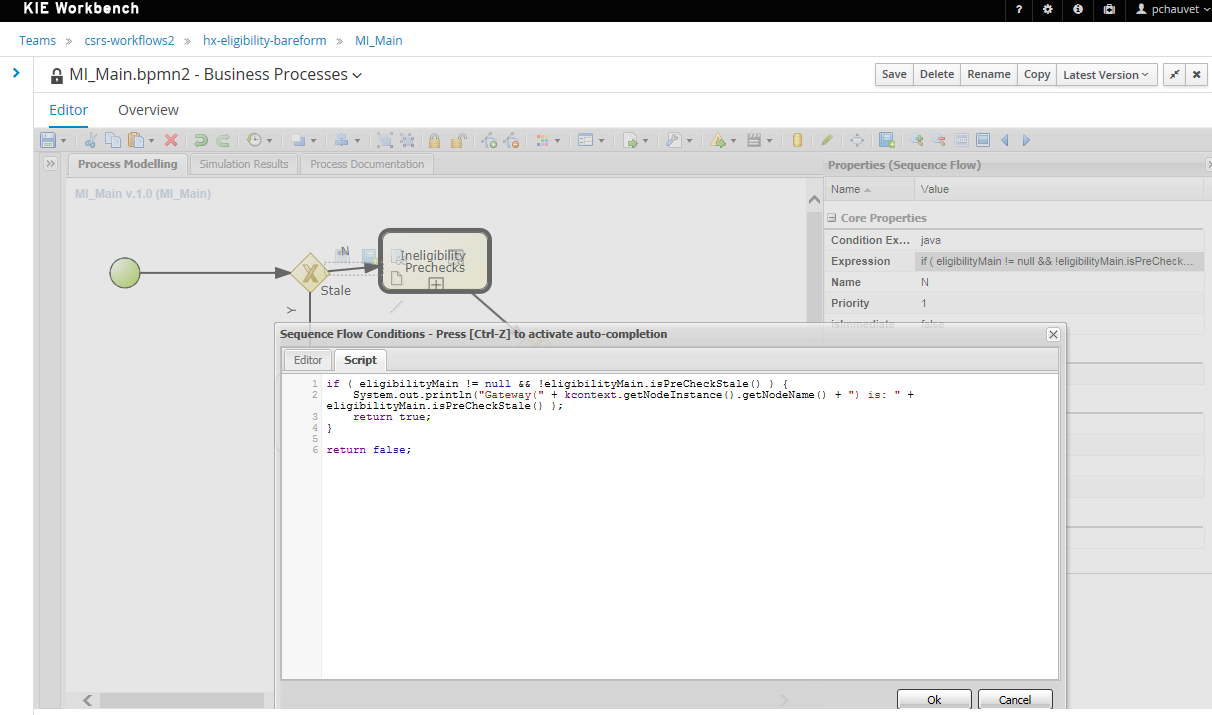 KIE Workbench
? pchauvet
Teams » csrs-workflows2 » hx-eligibility-bareform » MI_Main
MI_Main.bpmn2 - Business Processes
Save Delete Rename Copy Latest Version
Editor Overview
Process Modelling Simulation Results Process Documentation
Properties (Sequence Flow)
Name Value
MI_Main v.1.0 (MI_Main)
Core Properties
Condition Ex... java
Expression if ( eligibilityMain != null && !eligibilityMain.isPreCheck...
Name N
Priority 1
isImmediate false
N
Ineligibility
Prechecks
Stale
Y
Sequence Flow Conditions - Press [Ctrl-Z] to activate auto-completion
Editor Script
1 if ( eligibilityMain != null && !eligibilityMain.isPreCheckStale() ) {
2 System.out.println("Gateway(" + kcontext.getNodeInstance().getNodeName() + ") is: " +
eligibilityMain.isPreCheckStale() );
3 return true;
4 }
5
6 return false;
Ok Cancel